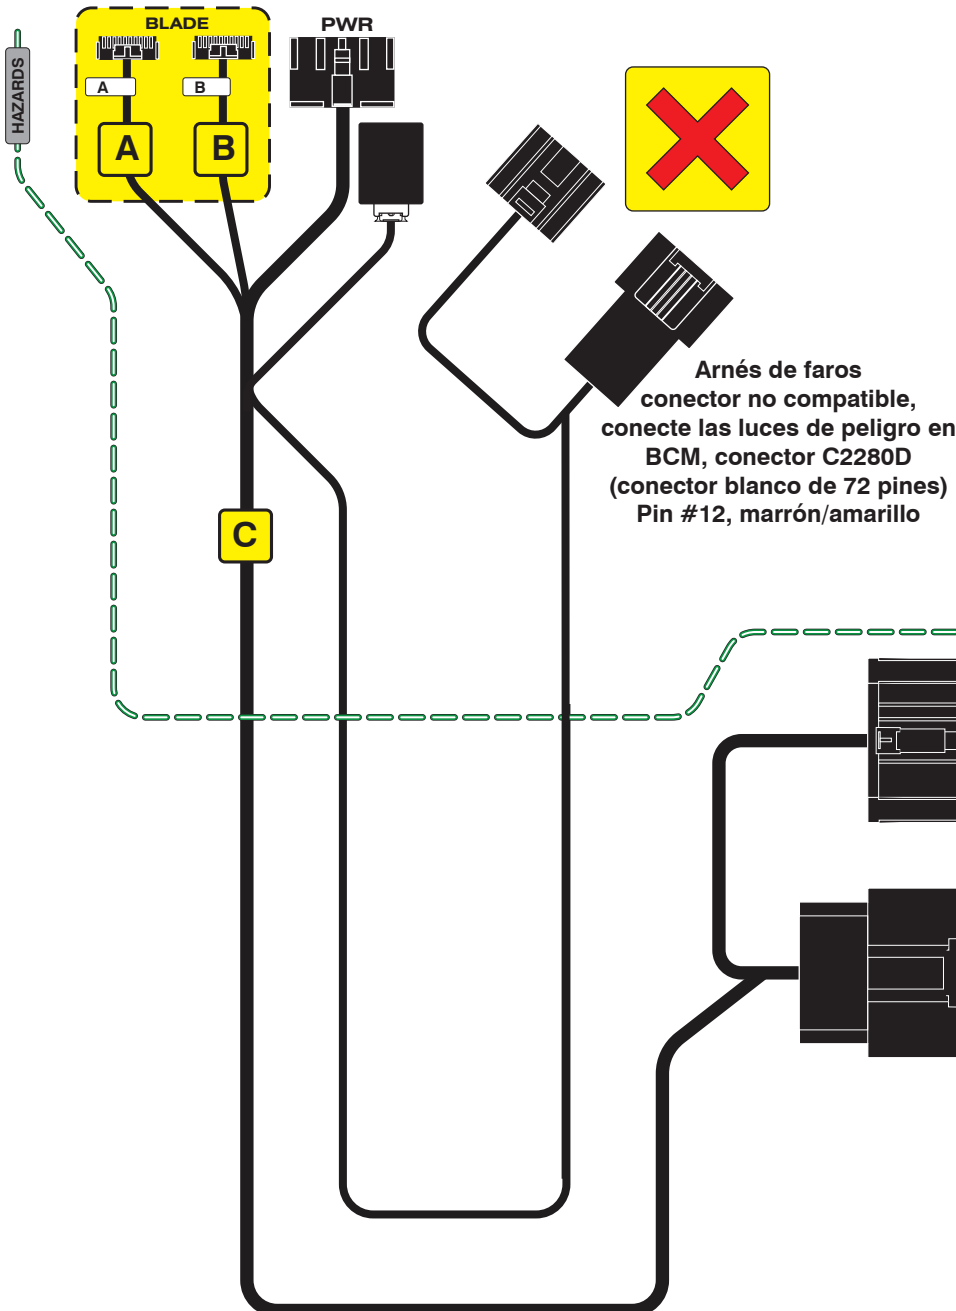 BLADE
PWR
HAZARDS
A
B
A
B
Arnés de faros
conector no compatible,
conecte las luces de peligro en
BCM, conector C2280D
(conector blanco de 72 pines)
Pin #12, marrón/amarillo
C